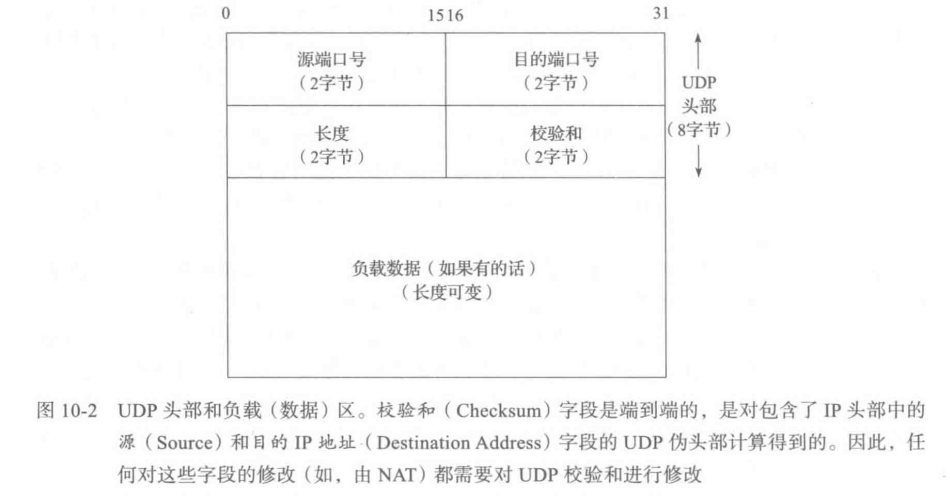 0 1516 31
源端口号 目的端口号
（2字节） （2字节） UDP
头部
长度 校验和 （8字节）
（2字节） （2字节）
负载数据（如果有的话）
（长度可变）
图 10-2 UDP 头部和负载（数据）区。校验和（Checksum）字段是端到端的，是对包含了 IP 头部中的
源（Source）和目的 IP 地址（Destination Address）字段的 UDP 伪头部计算得到的。因此，任
何对这些字段的修改（如，由 NAT）都需要对 UDP 校验和进行修改